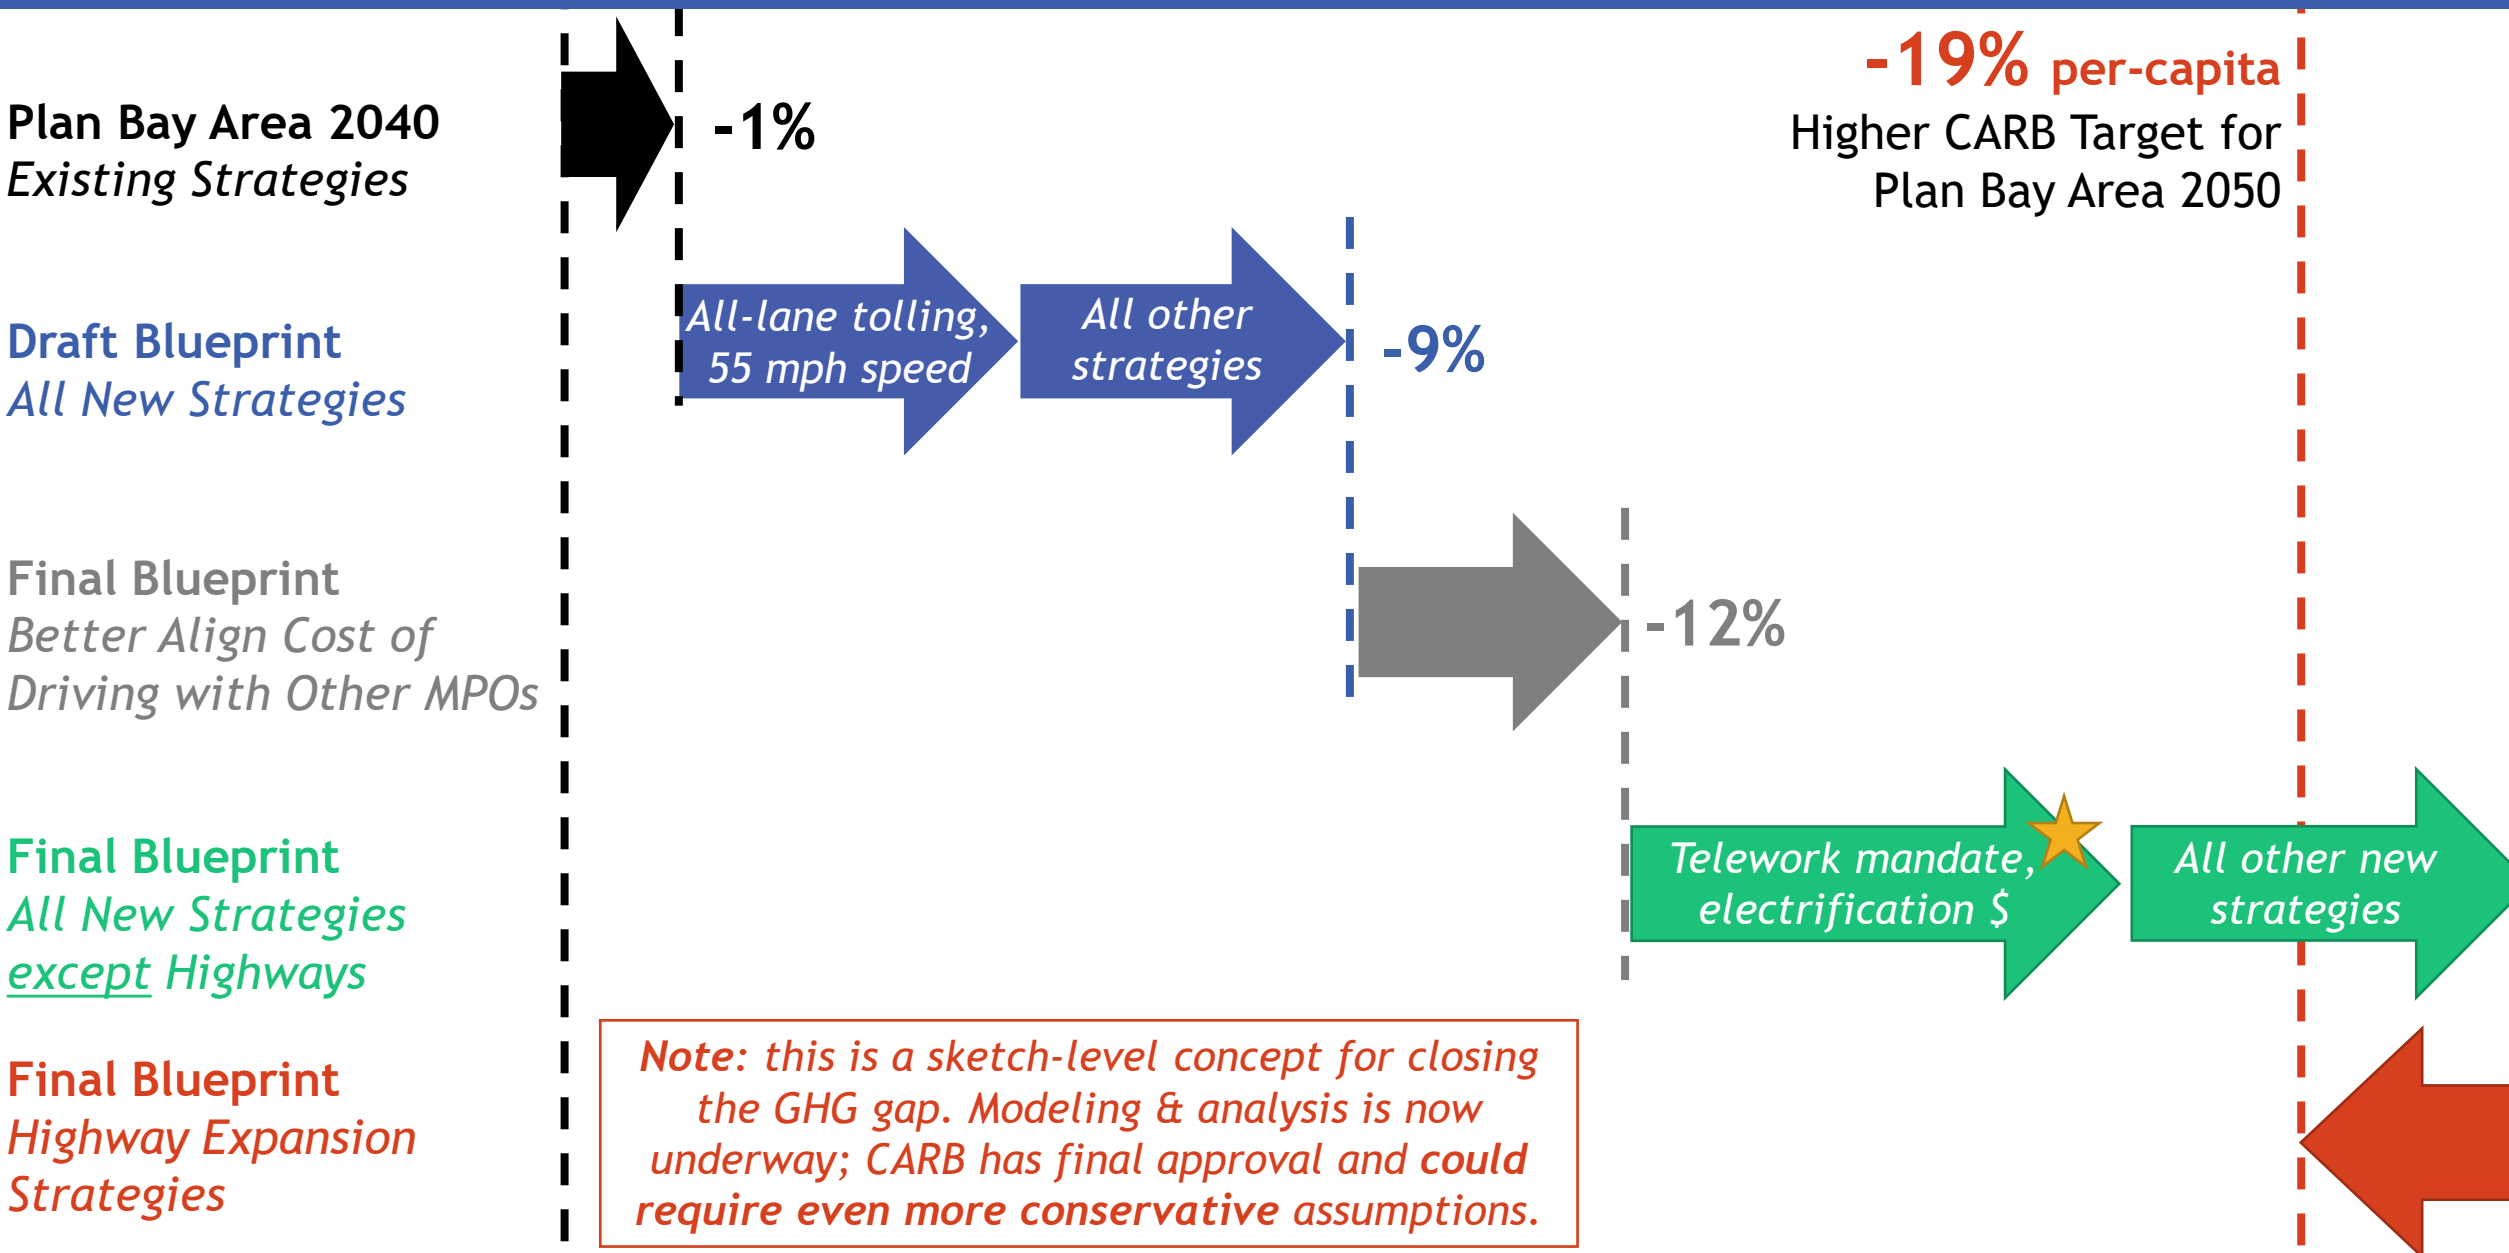 -19% per-capita
Higher CARB Target for
Plan Bay Area 2050
Plan Bay Area 2040
Existing Strategies
-1%
Draft Blueprint
All New Strategies
All-lane tolling,
55 mph speed
All other
strategies
-9%
Final Blueprint
Better Align Cost of
Driving with Other MPOs
-12%
Final Blueprint
All New Strategies
except Highways
Telework mandate,
electrification $
All other new
strategies
Final Blueprint
Highway Expansion
Strategies
Note: this is a sketch-level concept for closing
the GHG gap. Modeling & analysis is now
underway; CARB has final approval and could
require even more conservative assumptions.